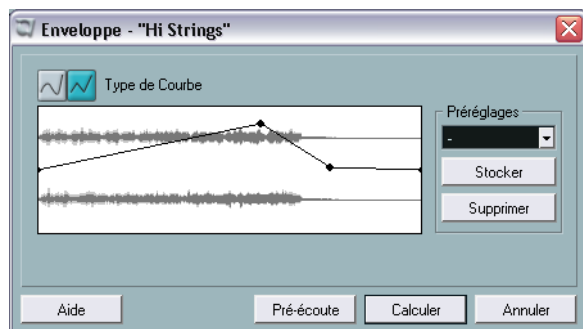 Enveloppe - "Hi Strings"
Type de Courbe
Préréglages
-
Stocker
Supprimer
Aide
Pré-écoute
Calculer
Annuler